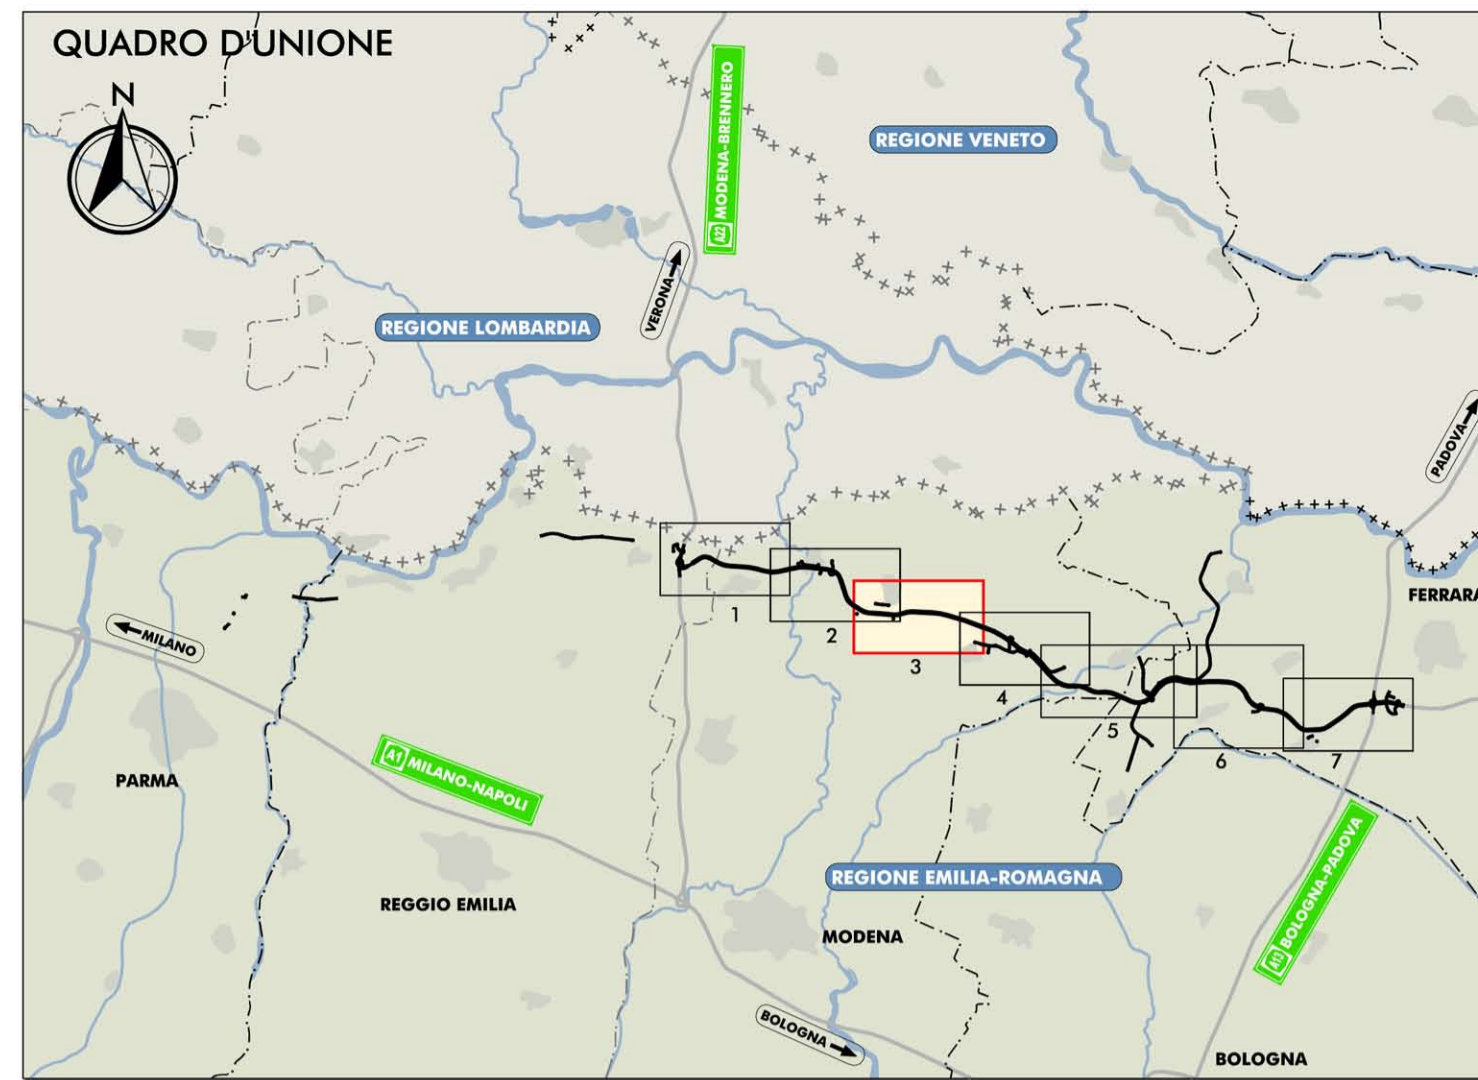 QUADRO D'UNIONE
N
A22 MODENA-BRENNERO
REGIONE VENETO
VERONA
REGIONE LOMBARDIA
PADOVA
FERRARA
MILANO
1
2
3
4
5
6
7
PARMA
A1 MILANO-NAPOLI
REGGIO EMILIA
REGIONE EMILIA-ROMAGNA
MODENA
A13 BOLOGNA-PADOVA
BOLOGNA
BOLOGNA